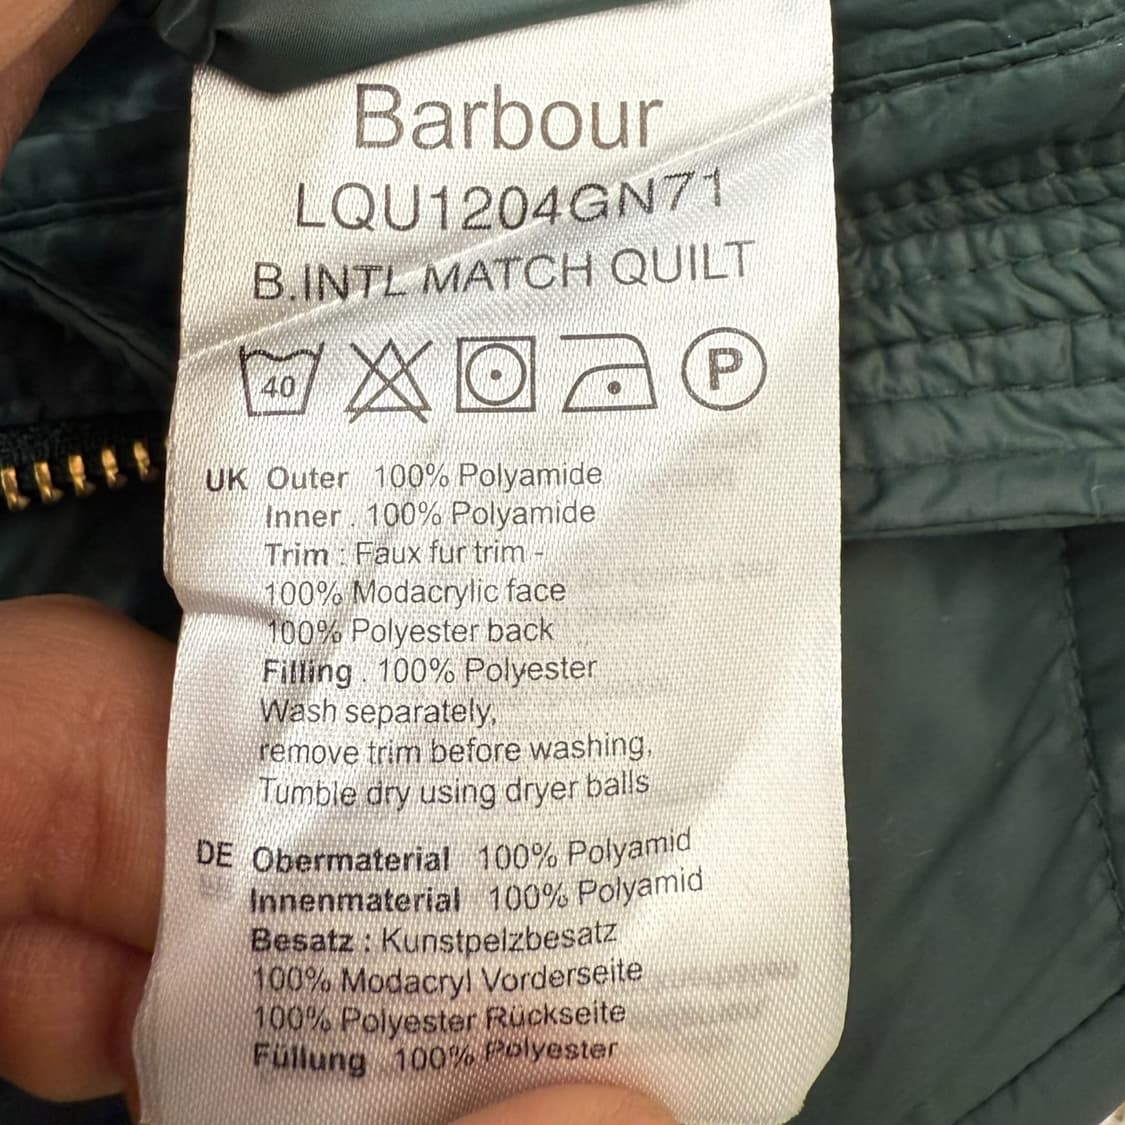 Barbour
LQU1204GN71
B.INTL MATCH QUILT
40 P
UK Outer 100% Polyamide
Inner . 100% Polyamide
Trim : Faux fur trim -
100% Modacrylic face
100% Polyester back
Filling . 100% Polyester
Wash separately,
remove trim before washing,
Tumble dry using dryer balls
DE Obermaterial 100% Polyamid
Innenmaterial 100% Polyamid
Besatz : Kunstpelzbesatz
100% Modacryl Vorderseite
100% Polyester Rückseite
Füllung 100% Polyester